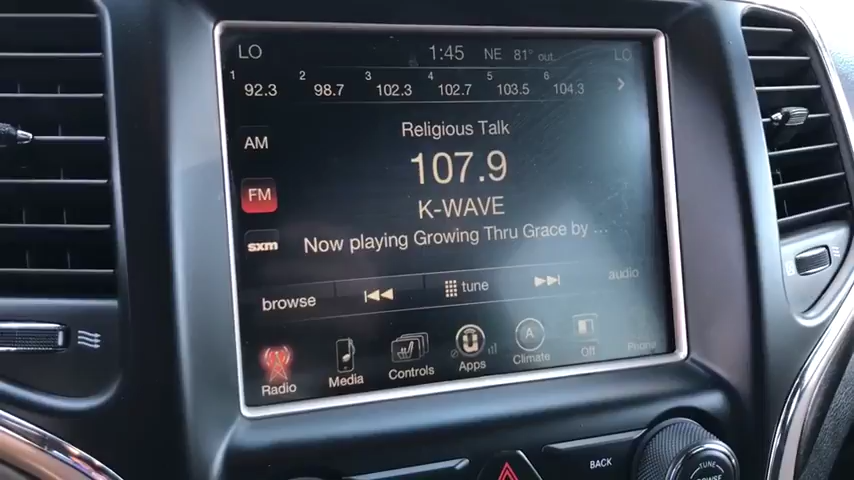 LO 1:45 NE 81° out LO
1 92.3 2 98.7 3 102.3 4 102.7 5 103.5 6 104.3
Religious Talk
AM
107.9
FM
K-WAVE
sxm
Now playing Growing Thru Grace by ...
browse tune audio
Radio Media Controls Apps A Climate Off Phone
BACK
TUNE
BROWSE